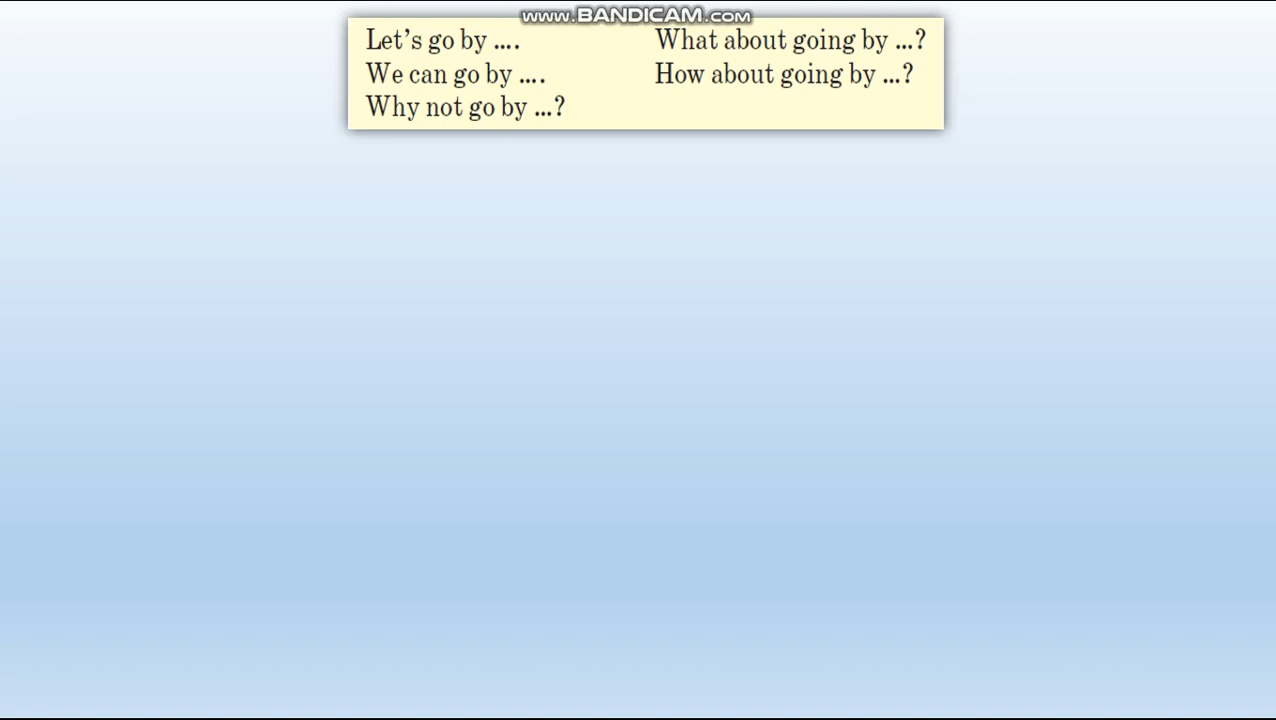 www.BANDICAM.com
Let's go by ....
We can go by ....
Why not go by ...?
What about going by ...?
How about going by ...?